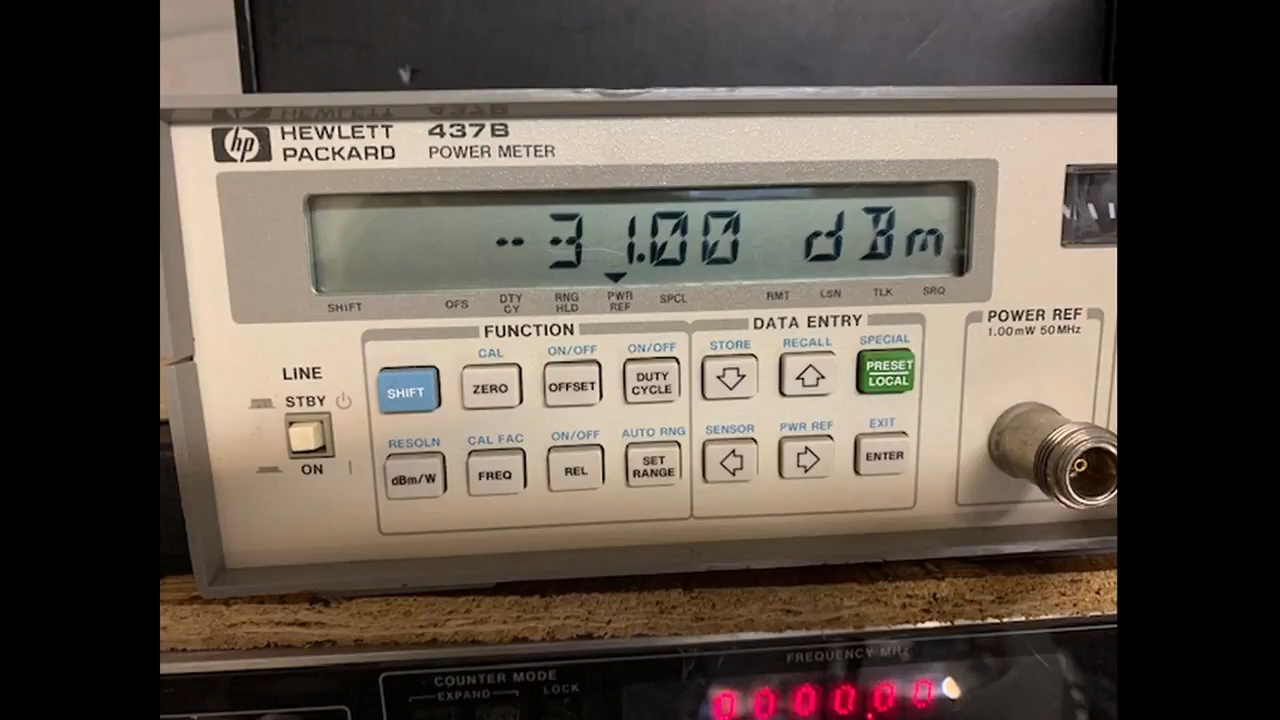 hp HEWLETT PACKARD 437B
POWER METER
-31.00 dBm
SHIFT OFS DTY CY RNG HLD PWR REF SPCL RMT LSN TLK SRQ
FUNCTION
DATA ENTRY
POWER REF
1.00mW 50MHz
LINE
STBY
ON
CAL ON/OFF ON/OFF STORE RECALL SPECIAL
SHIFT ZERO OFFSET DUTY CYCLE PRESET LOCAL
RESOLN CAL FAC ON/OFF AUTO RNG SENSOR PWR REF EXIT
dBm/W FREQ REL SET RANGE ENTER
COUNTER MODE
EXPAND LOCK
FREQUENCY MHz
00000.0